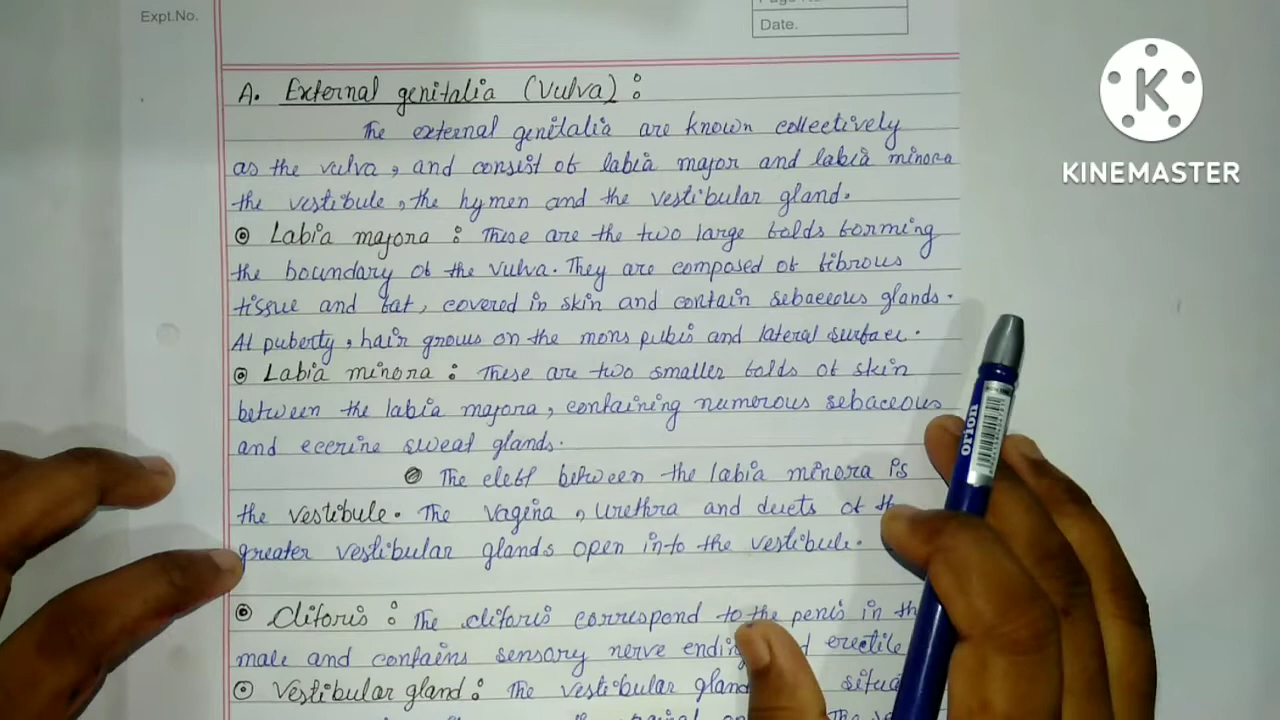 Expt.No.
Date.
K
KINEMASTER
A. External genitalia (Vulva) :
The external genitalia are known collectively
as the vulva, and consist of labia major and labia minora
the vestibule, the hymen and the vestibular gland.
Labia majora : These are the two large folds forming
the boundary of the vulva. They are composed of fibrous
tissue and fat, covered in skin and contain sebaceous glands.
At puberty, hair grows on the mons pubis and lateral surface.
Labia minora : These are two smaller folds of skin
between the labia majora, containing numerous sebaceous
and eccrine sweat glands.
The cleft between the labia minora is
the vestibule. The vagina, urethra and ducts of
greater vestibular glands open into the vestibule.
Clitoris : The clitoris correspond to the penis in
male and contains sensory nerve erectile
Vestibular gland : The vestibular
orion